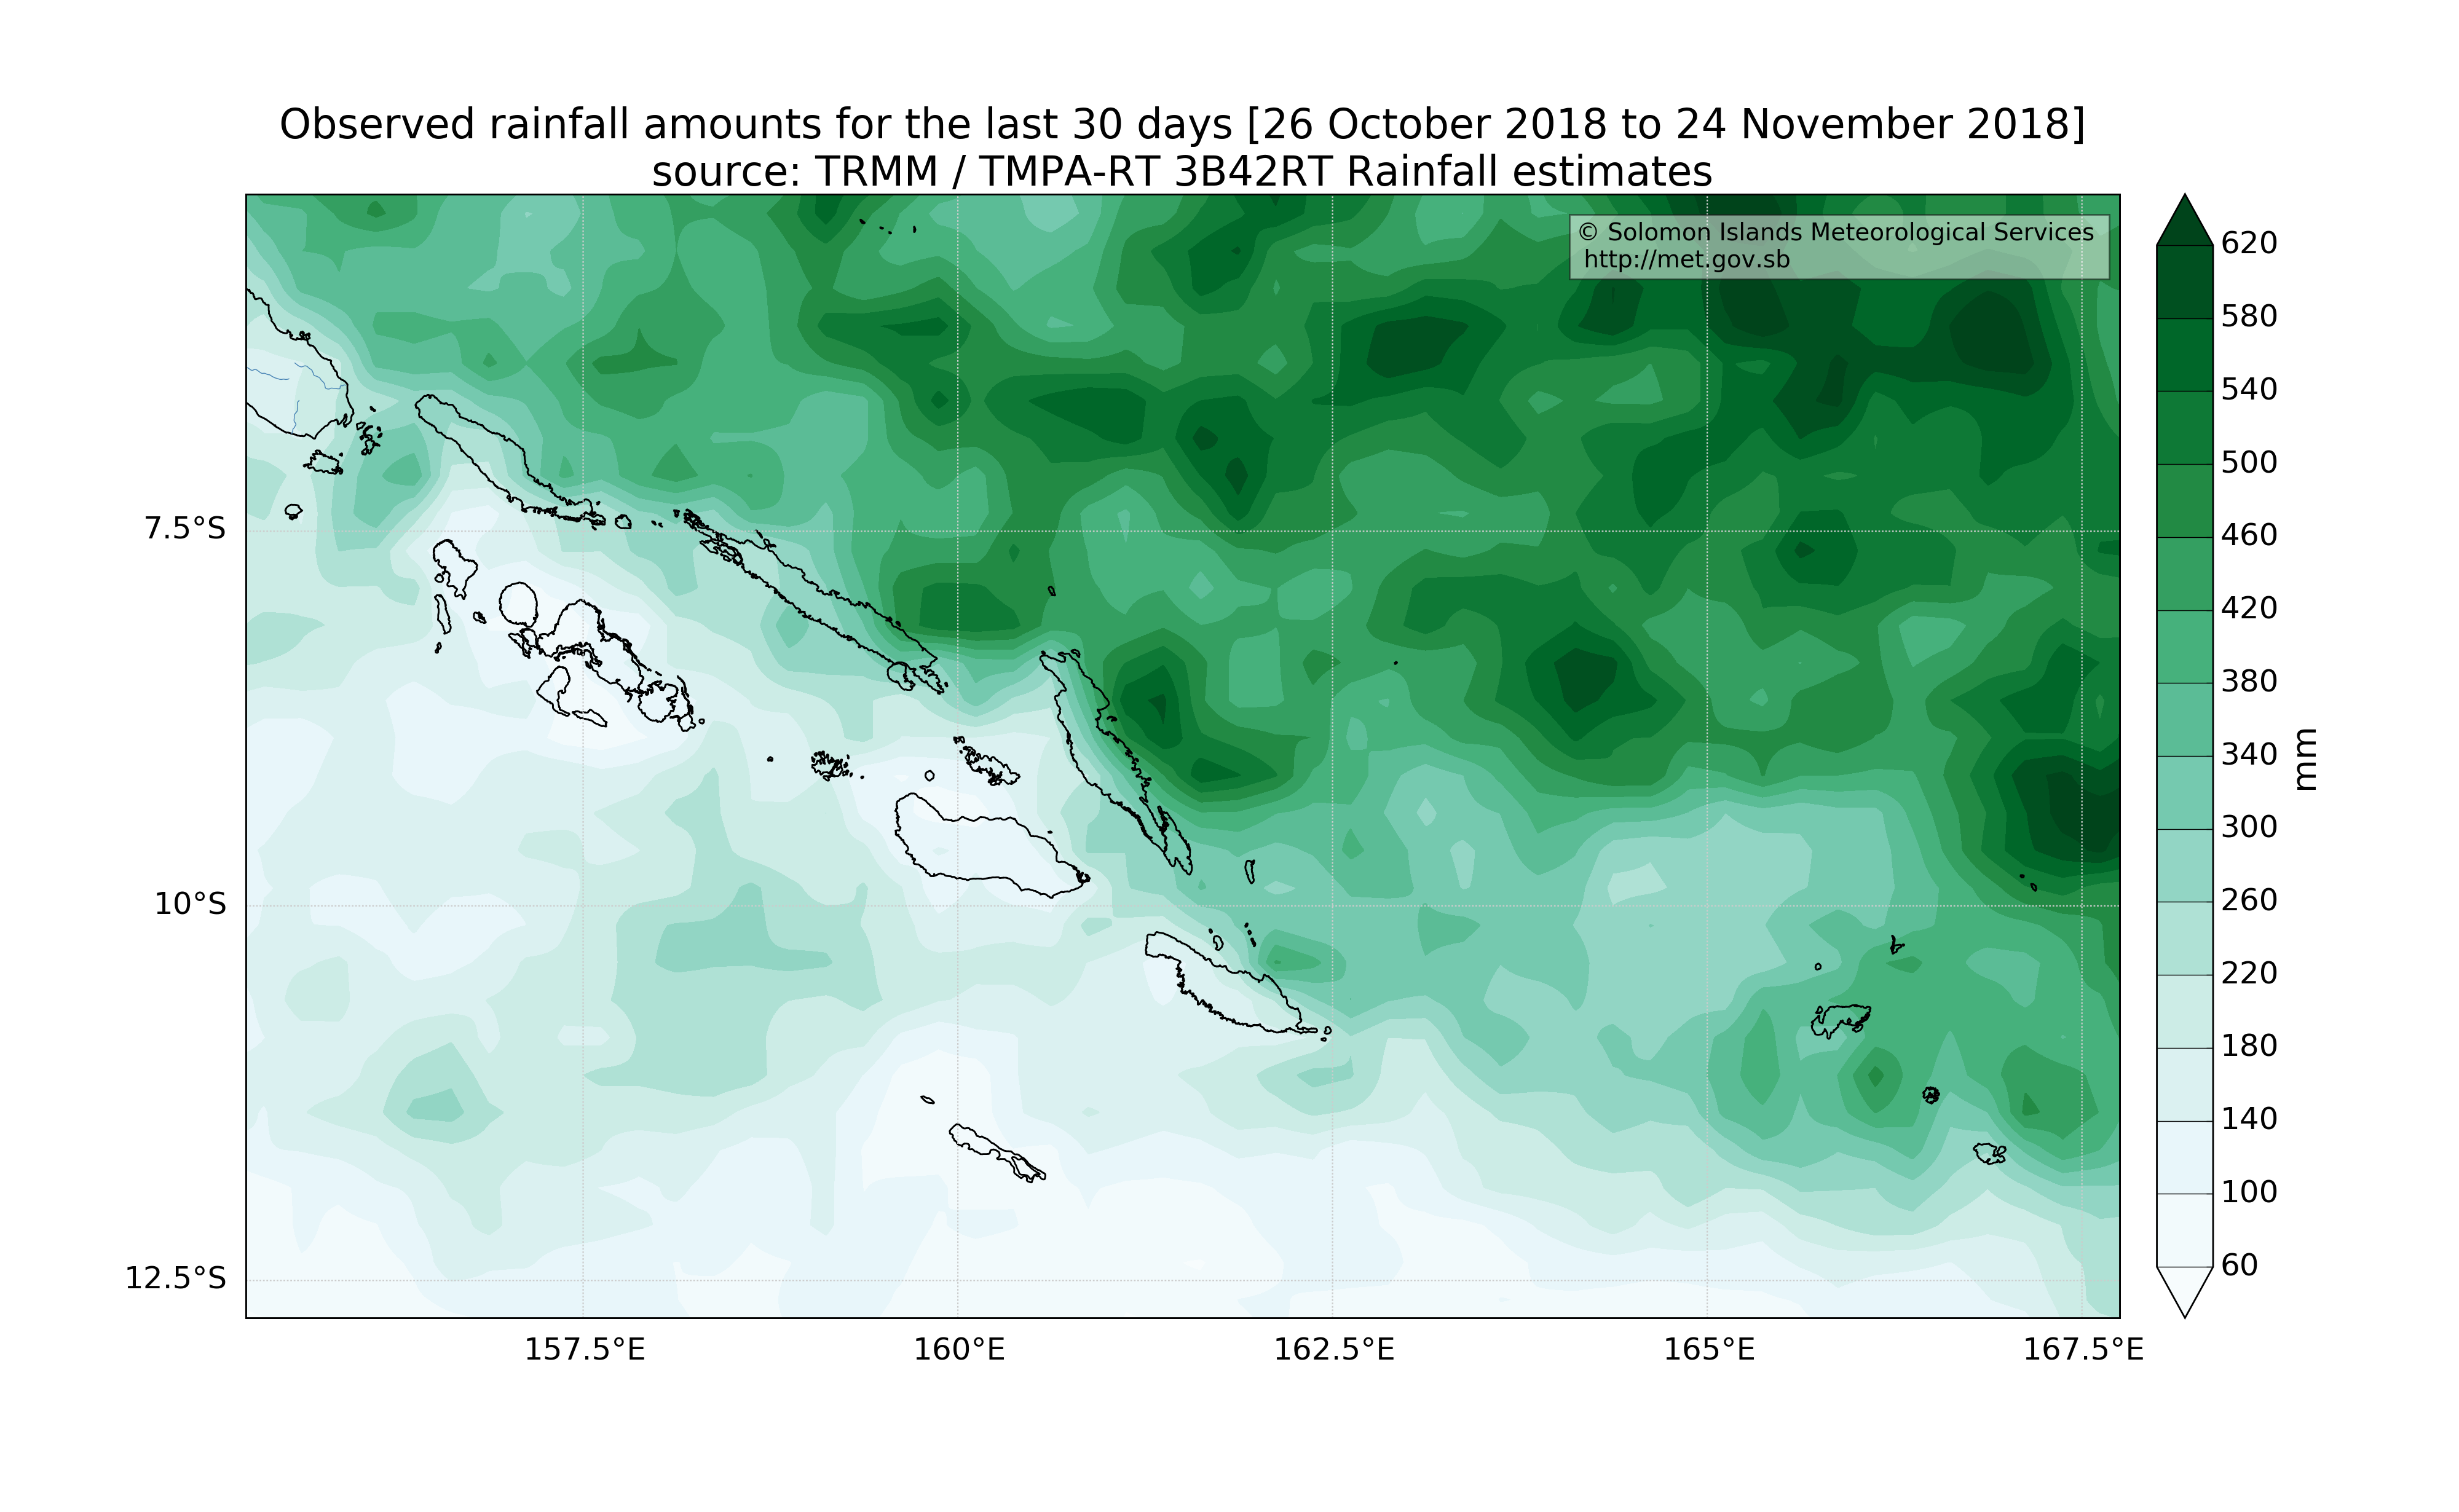 Observed rainfall amounts for the last 30 days [26 October 2018 to 24 November 2018]
source: TRMM / TMPA-RT 3B42RT Rainfall estimates
© Solomon Islands Meteorological Services
http://met.gov.sb
7.5°S
10°S
12.5°S
157.5°E
160°E
162.5°E
165°E
167.5°E
620
580
540
500
460
420
380
340
300
260
220
180
140
100
60
mm